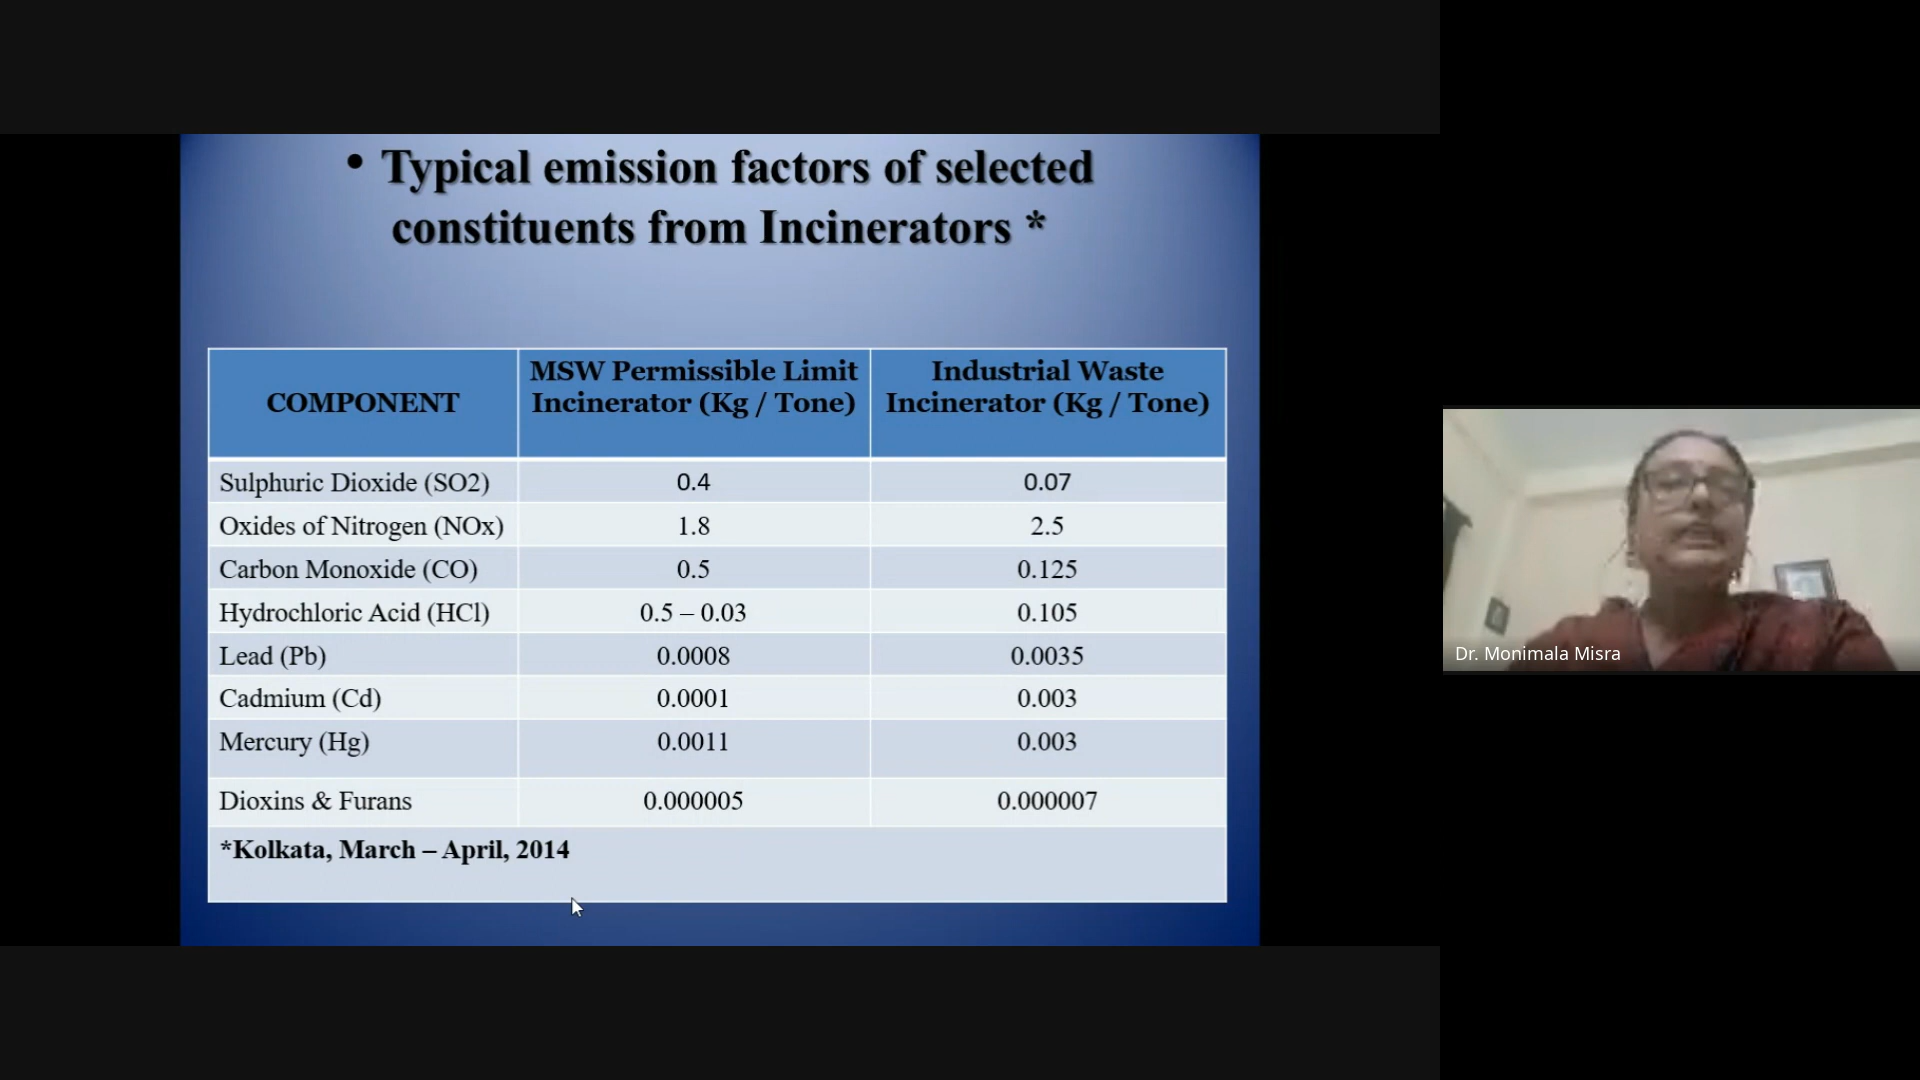 • Typical emission factors of selected
constituents from Incinerators *
COMPONENT
MSW Permissible Limit
Incinerator (Kg / Tone)
Industrial Waste
Incinerator (Kg / Tone)
Sulphuric Dioxide (SO2) 0.4 0.07
Oxides of Nitrogen (NOx) 1.8 2.5
Carbon Monoxide (CO) 0.5 0.125
Hydrochloric Acid (HCl) 0.5 – 0.03 0.105
Lead (Pb) 0.0008 0.0035
Cadmium (Cd) 0.0001 0.003
Mercury (Hg) 0.0011 0.003
Dioxins & Furans 0.000005 0.000007
*Kolkata, March – April, 2014
Dr. Monimala Misra